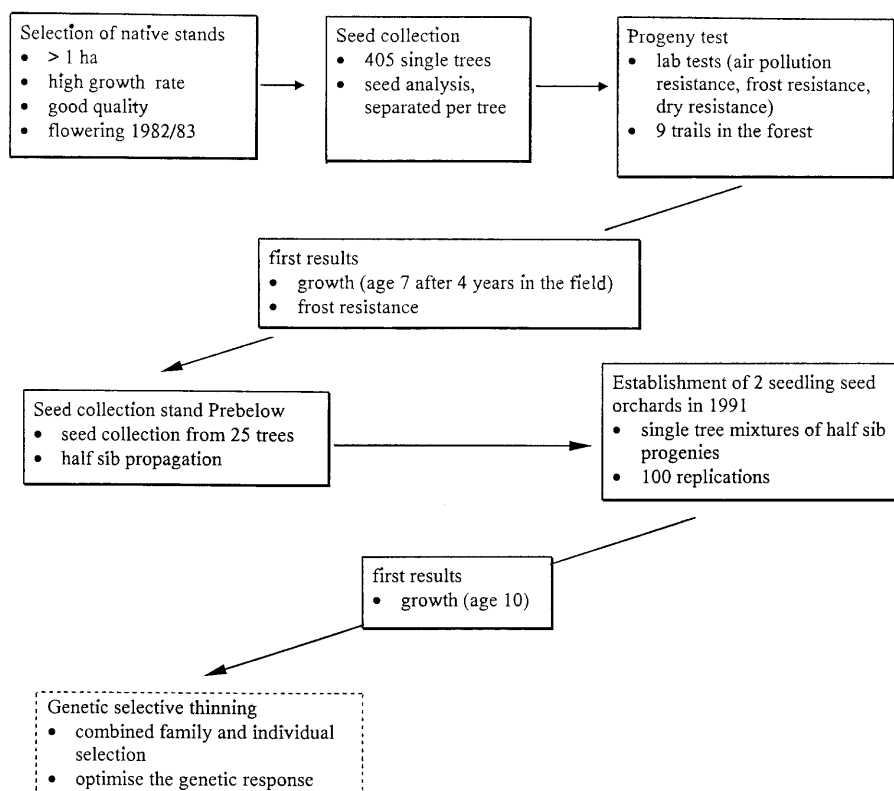 Selection of native stands
• > 1 ha
• high growth rate
• good quality
• flowering 1982/83
Seed collection
• 405 single trees
• seed analysis,
separated per tree
Progeny test
• lab tests (air pollution
resistance, frost resistance,
dry resistance)
• 9 trails in the forest
first results
• growth (age 7 after 4 years in the field)
• frost resistance
Seed collection stand Prebelow
• seed collection from 25 trees
• half sib propagation
Establishment of 2 seedling seed
orchards in 1991
• single tree mixtures of half sib
progenies
• 100 replications
first results
• growth (age 10)
Genetic selective thinning
• combined family and individual
selection
• optimise the genetic response